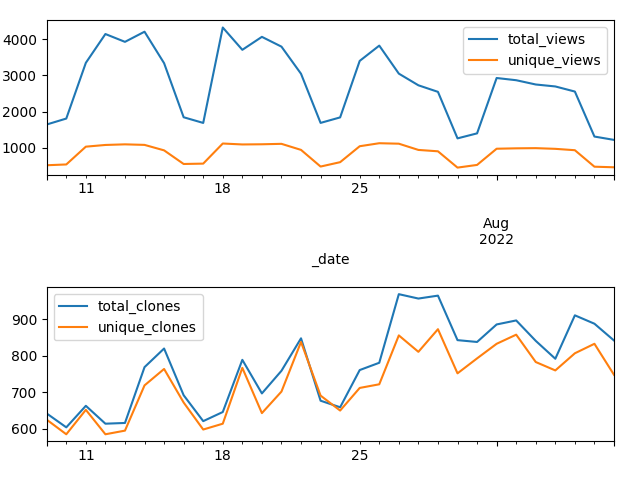 4000
3000
2000
1000
total_views
unique_views
11
18
25
Aug
2022
_date
900
800
700
600
total_clones
unique_clones
11
18
25